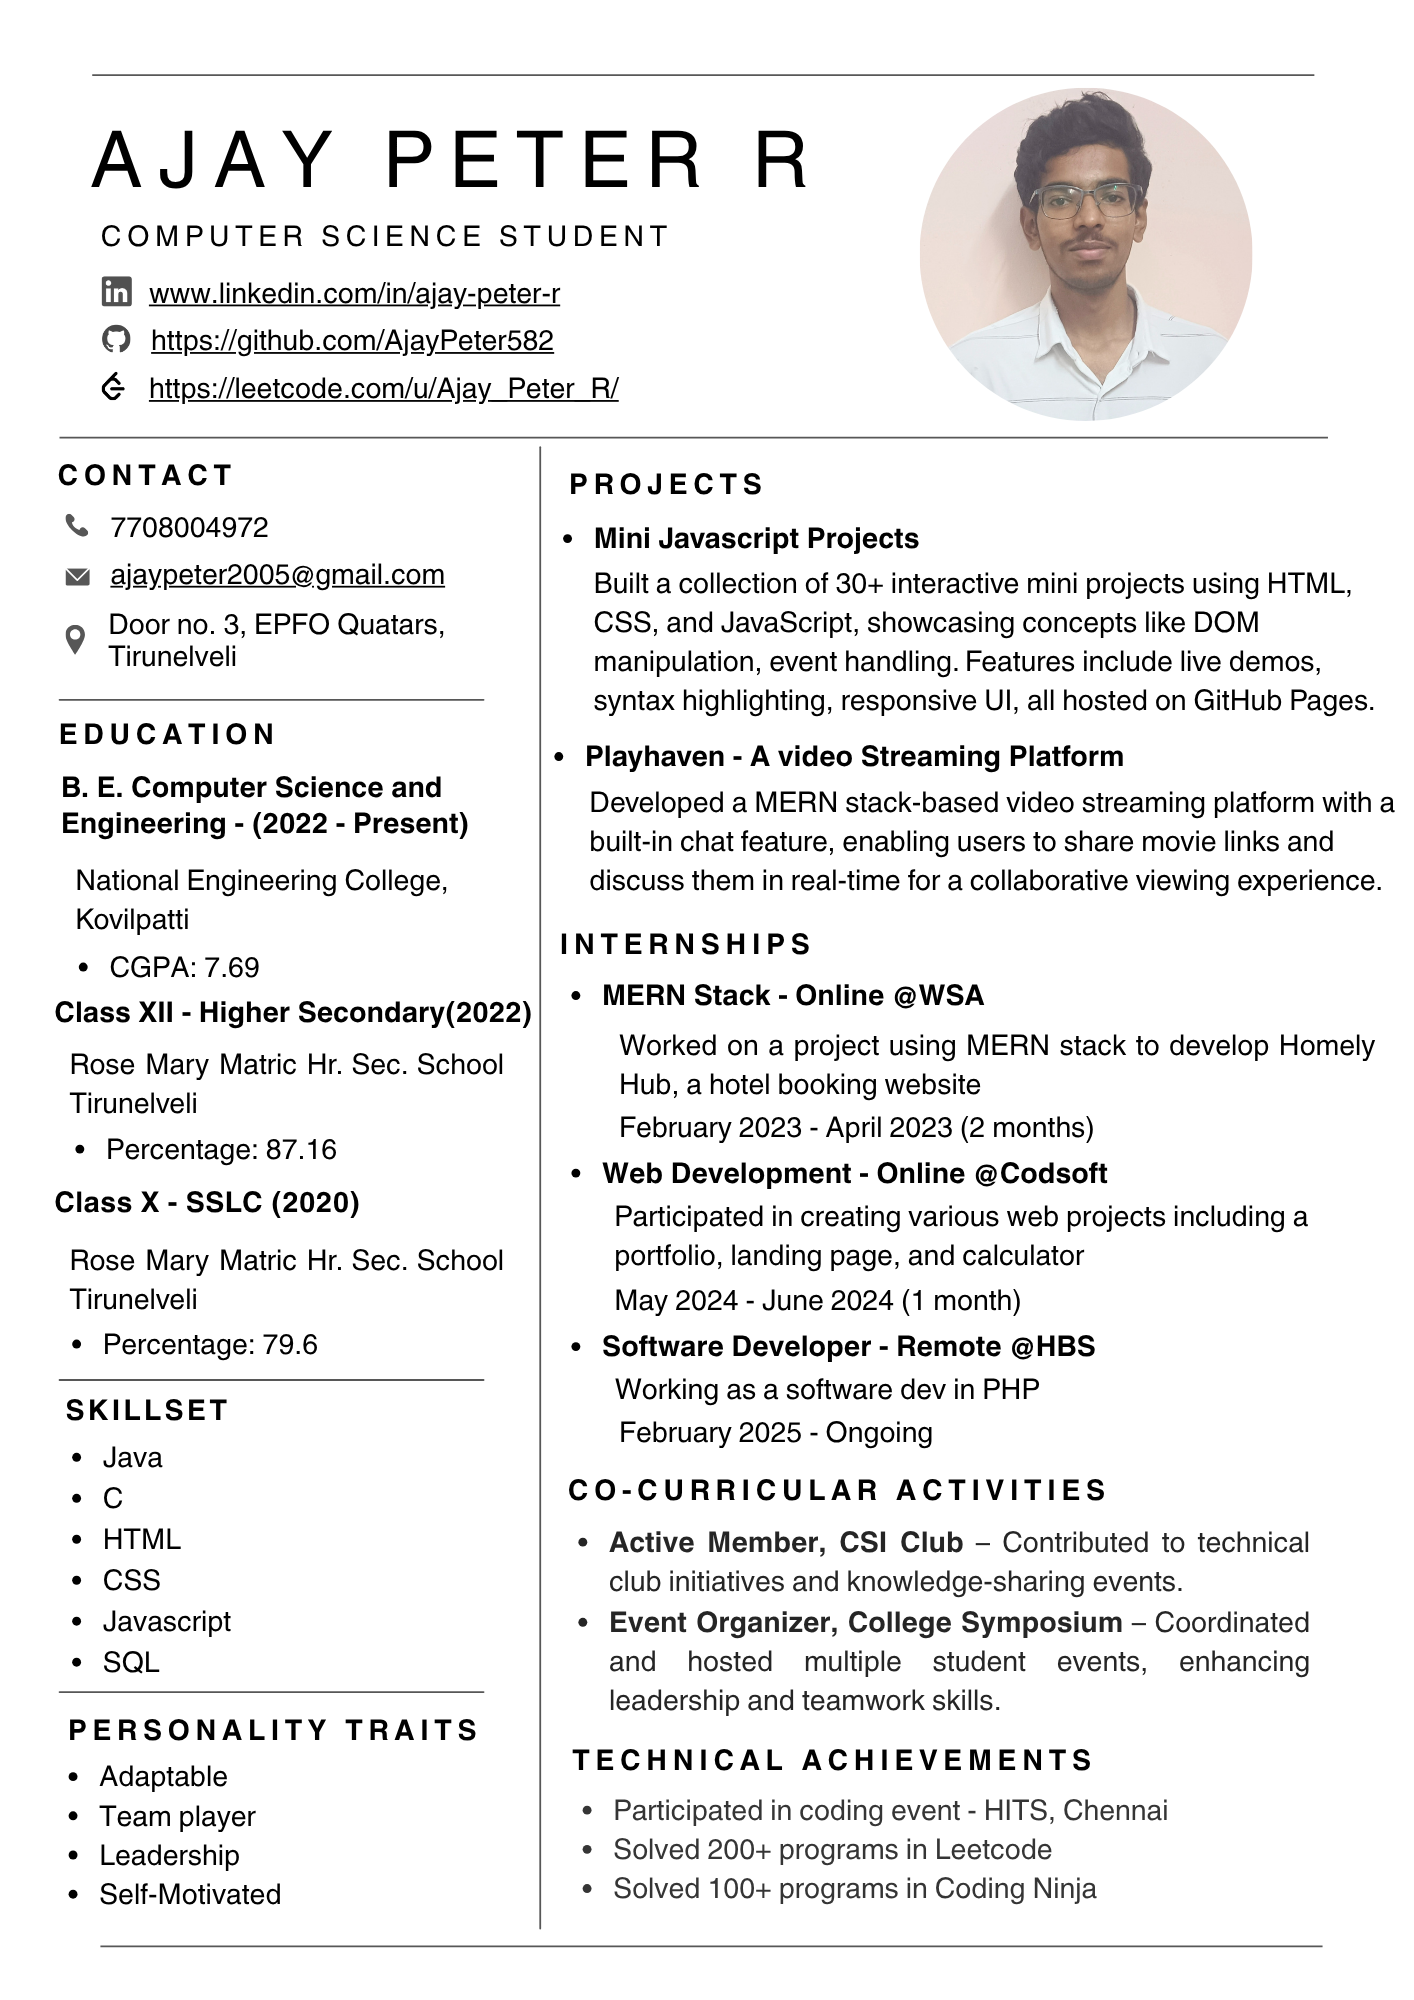 AJAY PETER R
COMPUTER SCIENCE STUDENT
www.linkedin.com/in/ajay-peter-r
https://github.com/AjayPeter582
https://leetcode.com/u/Ajay_Peter_R/
CONTACT
7708004972
ajaypeter2005@gmail.com
Door no. 3, EPFO Quatars,
Tirunelveli
EDUCATION
B. E. Computer Science and
Engineering - (2022 - Present)
National Engineering College,
Kovilpatti
• CGPA: 7.69
Class XII - Higher Secondary(2022)
Rose Mary Matric Hr. Sec. School
Tirunelveli
• Percentage: 87.16
Class X - SSLC (2020)
Rose Mary Matric Hr. Sec. School
Tirunelveli
• Percentage: 79.6
SKILLSET
• Java
• C
• HTML
• CSS
• Javascript
• SQL
PERSONALITY TRAITS
• Adaptable
• Team player
• Leadership
• Self-Motivated
PROJECTS
• Mini Javascript Projects
Built a collection of 30+ interactive mini projects using HTML,
CSS, and JavaScript, showcasing concepts like DOM
manipulation, event handling. Features include live demos,
syntax highlighting, responsive UI, all hosted on GitHub Pages.
• Playhaven - A video Streaming Platform
Developed a MERN stack-based video streaming platform with a
built-in chat feature, enabling users to share movie links and
discuss them in real-time for a collaborative viewing experience.
INTERNSHIPS
• MERN Stack - Online @WSA
Worked on a project using MERN stack to develop Homely
Hub, a hotel booking website
February 2023 - April 2023 (2 months)
• Web Development - Online @Codsoft
Participated in creating various web projects including a
portfolio, landing page, and calculator
May 2024 - June 2024 (1 month)
• Software Developer - Remote @HBS
Working as a software dev in PHP
February 2025 - Ongoing
CO-CURRICULAR ACTIVITIES
• Active Member, CSI Club – Contributed to technical
club initiatives and knowledge-sharing events.
• Event Organizer, College Symposium – Coordinated
and hosted multiple student events, enhancing
leadership and teamwork skills.
TECHNICAL ACHIEVEMENTS
• Participated in coding event - HITS, Chennai
• Solved 200+ programs in Leetcode
• Solved 100+ programs in Coding Ninja